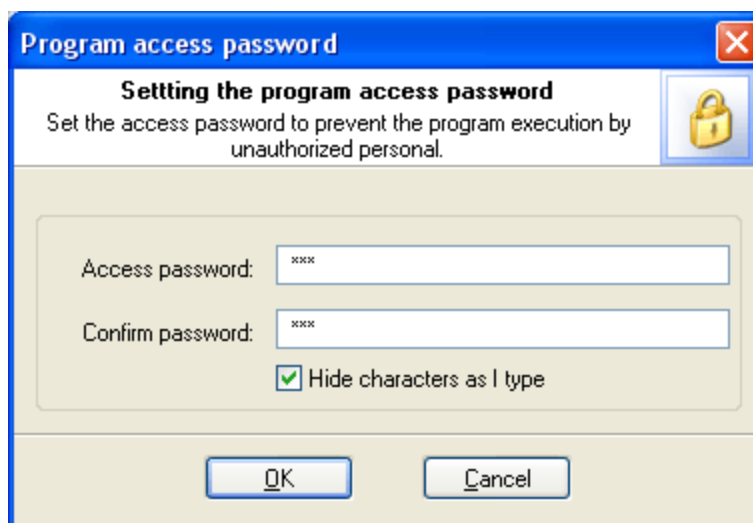 Program access password
Settting the program access password
Set the access password to prevent the program execution by
unauthorized personal.
Access password: ***
Confirm password: ***
Hide characters as I type
OK Cancel